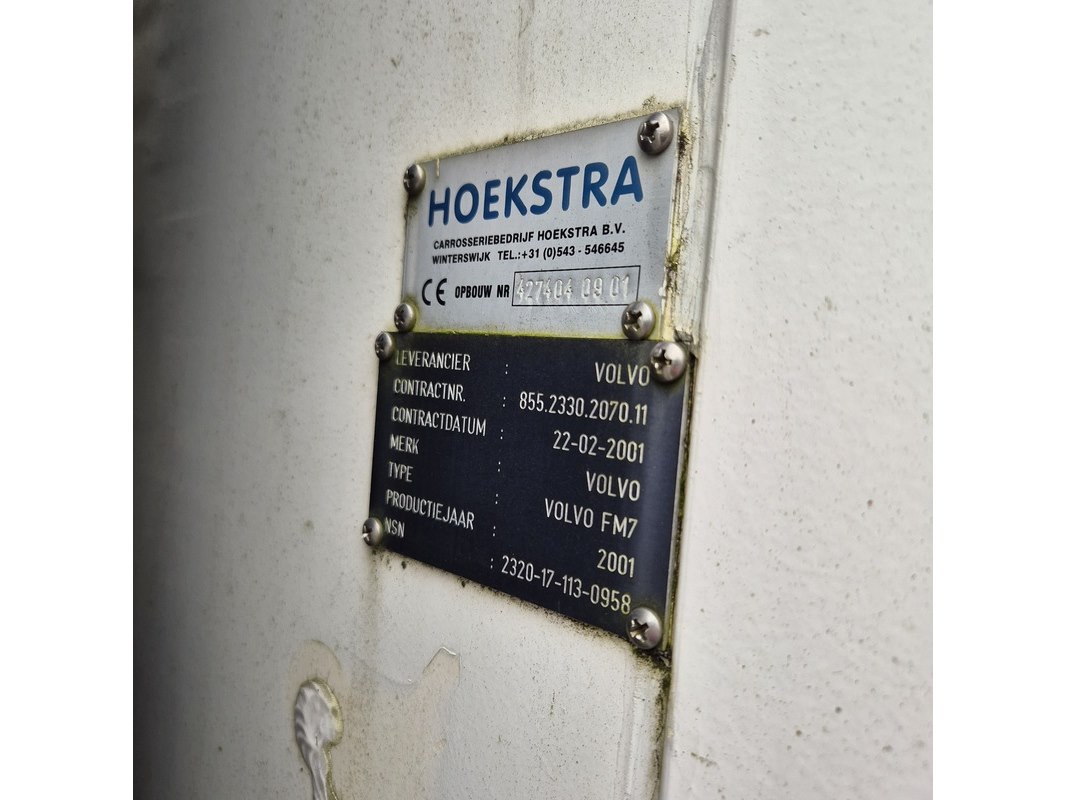 HOEKSTRA
CARROSSERIEBEDRIJF HOEKSTRA B.V.
WINTERSWIJK TEL.:+31 (0)543 - 546645
CE OPBOUW NR 427404 09 01
LEVERANCIER : VOLVO
CONTRACTNR. : 855.2330.2070.11
CONTRACTDATUM : 22-02-2001
MERK : VOLVO
TYPE : VOLVO FM7
PRODUCTIEJAAR : 2001
NSN : 2320-17-113-0958